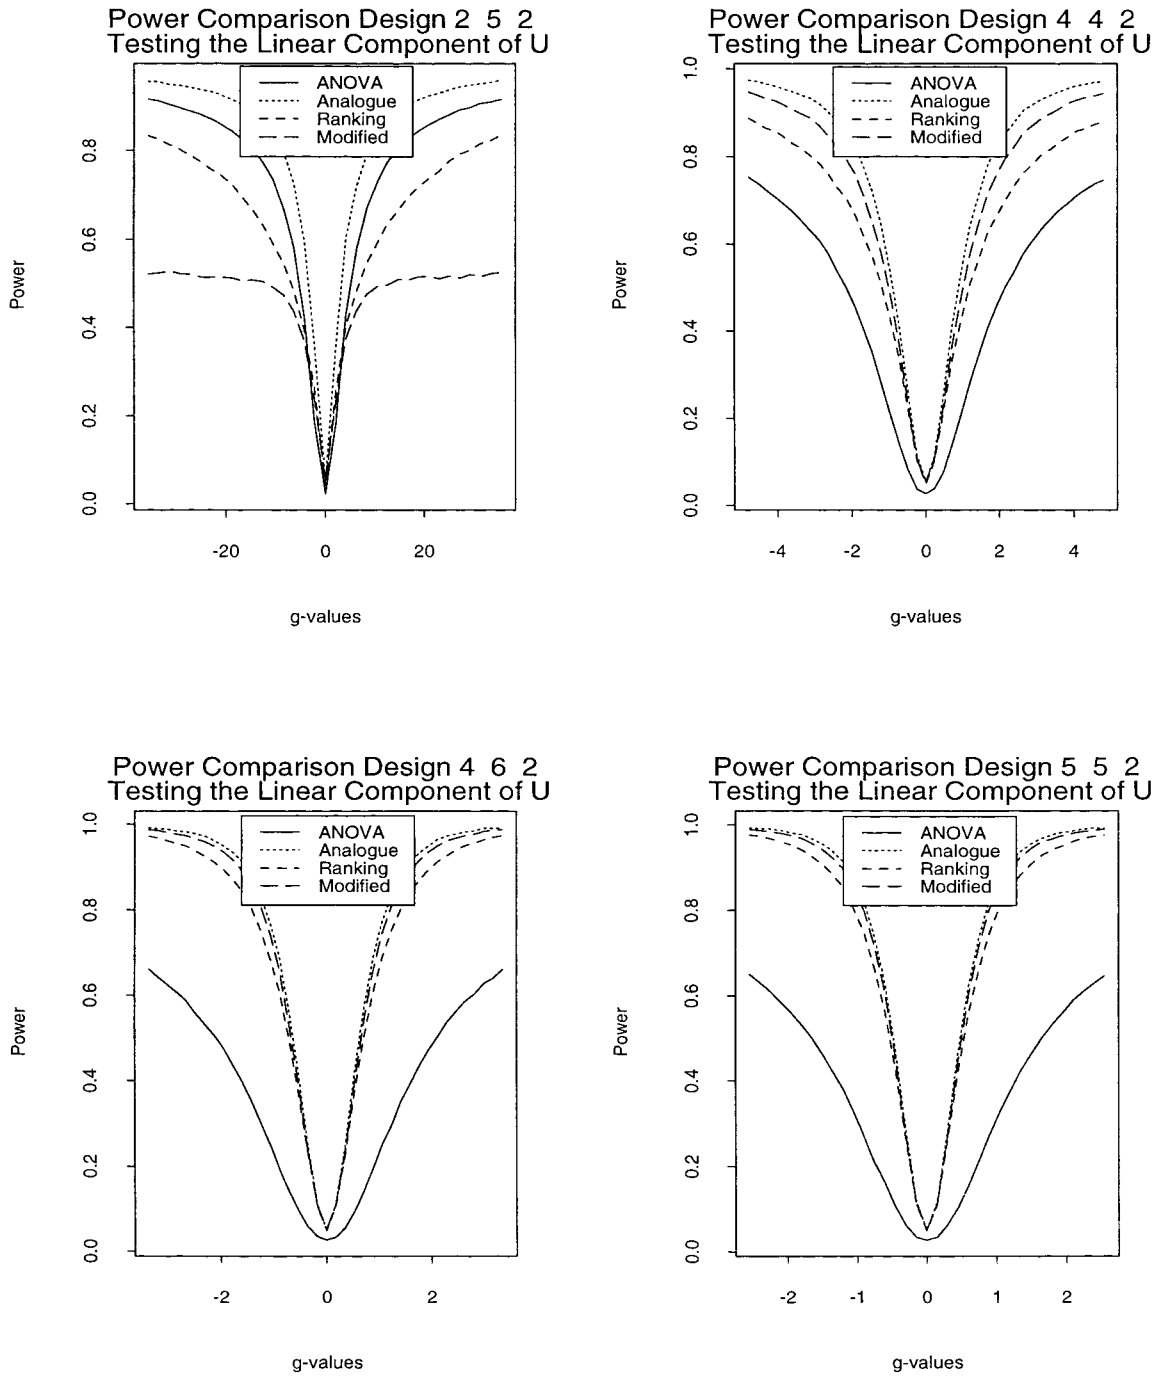 Power Comparison Design 2 5 2
Testing the Linear Component of U
ANOVA
Analogue
Ranking
Modified
Power
0.0
0.2
0.4
0.6
0.8
-20
0
20
g-values
Power Comparison Design 4 4 2
Testing the Linear Component of U
ANOVA
Analogue
Ranking
Modified
Power
0.0
0.2
0.4
0.6
0.8
1.0
-4
-2
0
2
4
g-values
Power Comparison Design 4 6 2
Testing the Linear Component of U
ANOVA
Analogue
Ranking
Modified
Power
0.0
0.2
0.4
0.6
0.8
1.0
-2
0
2
g-values
Power Comparison Design 5 5 2
Testing the Linear Component of U
ANOVA
Analogue
Ranking
Modified
Power
0.0
0.2
0.4
0.6
0.8
1.0
-2
-1
0
1
2
g-values